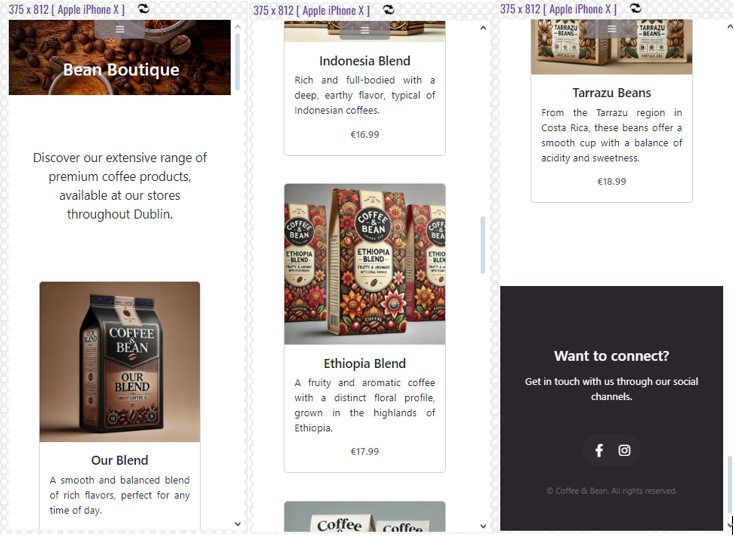 375 x 812 [ Apple iPhone X ]
Bean Boutique
Discover our extensive range of
premium coffee products,
available at our stores
throughout Dublin.
COFFEE
& BEAN
OUR
BLEND
Our Blend
A smooth and balanced blend
of rich flavors, perfect for any
time of day.
375 x 812 [ Apple iPhone X ]
Indonesia Blend
Rich and full-bodied with a
deep, earthy flavor, typical of
Indonesian coffees.
€16.99
COFFEE
&
BEAN
ETHIOPIA
BLEND
Ethiopia Blend
A fruity and aromatic coffee
with a distinct floral profile,
grown in the highlands of
Ethiopia.
€17.99
Coffee
Coffee
375 x 812 [ Apple iPhone X ]
TARRAZU
BEANS
TARRAZU
BEANS
Tarrazu Beans
From the Tarrazu region in
Costa Rica, these beans offer a
smooth cup with a balance of
acidity and sweetness.
€18.99
Want to connect?
Get in touch with us through our social
channels.
© Coffee & Bean. All rights reserved.